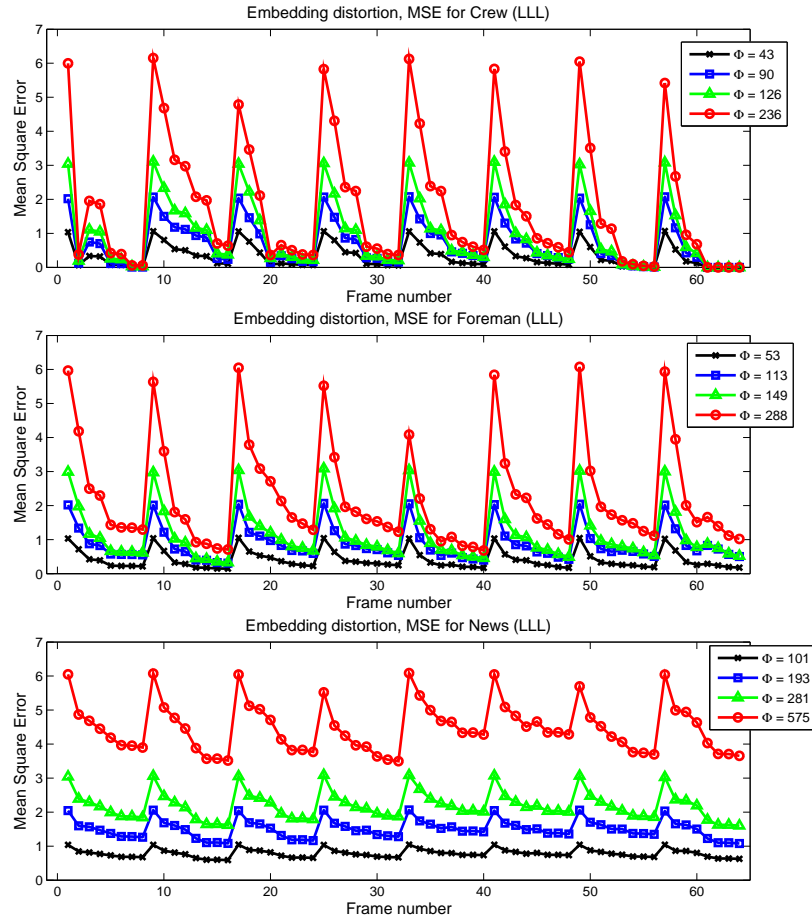 Embedding distortion, MSE for Crew (LLL)
7
6
5
4
3
2
1
0
Mean Square Error
Φ = 43
Φ = 90
Φ = 126
Φ = 236
0 10 20 30 40 50 60
Frame number
Embedding distortion, MSE for Foreman (LLL)
7
6
5
4
3
2
1
0
Mean Square Error
Φ = 53
Φ = 113
Φ = 149
Φ = 288
0 10 20 30 40 50 60
Frame number
Embedding distortion, MSE for News (LLL)
7
6
5
4
3
2
1
0
Mean Square Error
Φ = 101
Φ = 193
Φ = 281
Φ = 575
0 10 20 30 40 50 60
Frame number